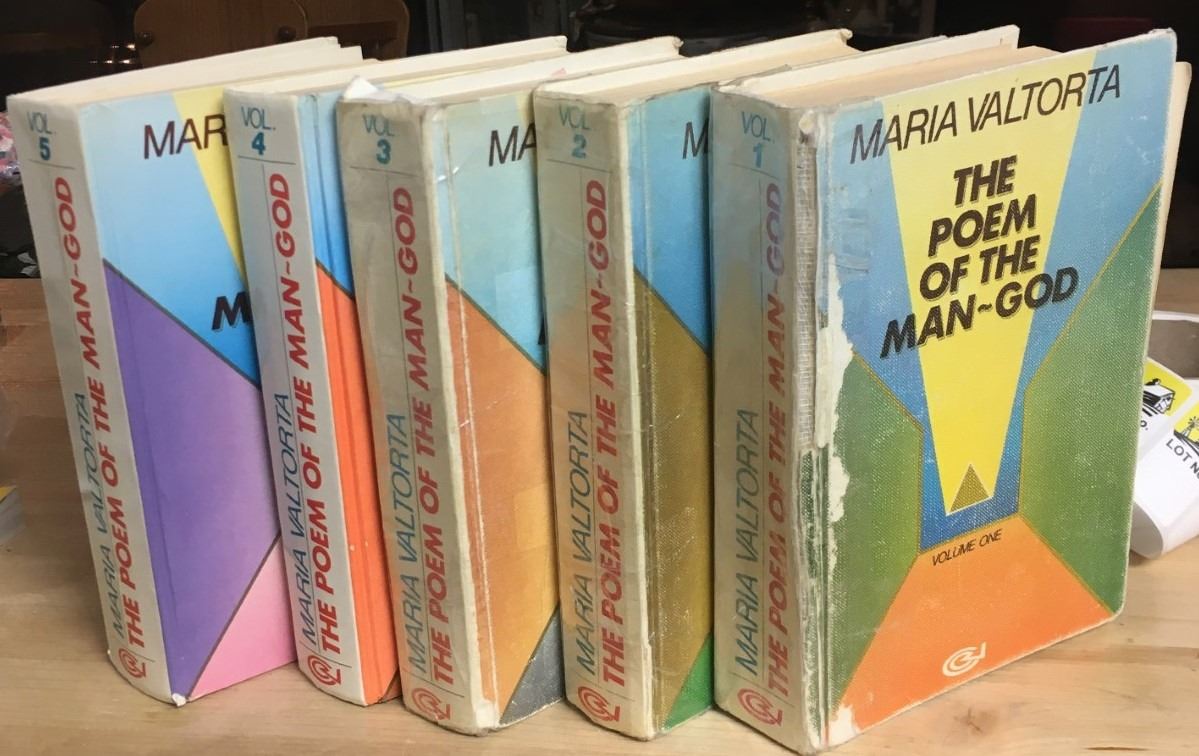 VOL.
5
MARIA VALTORTA
THE POEM OF THE MAN~GOD
MAR
M
VOL.
4
MARIA VALTORTA
THE POEM OF THE MAN~GOD
VOL.
3
MARIA VALTORTA
THE POEM OF THE MAN~GOD
MA
VOL.
2
MARIA VALTORTA
THE POEM OF THE MAN~GOD
M
VOL.
1
MARIA VALTORTA
THE POEM OF THE MAN~GOD
MARIA VALTORTA
THE
POEM
OF THE
MAN~GOD
VOLUME ONE
P.
LOT